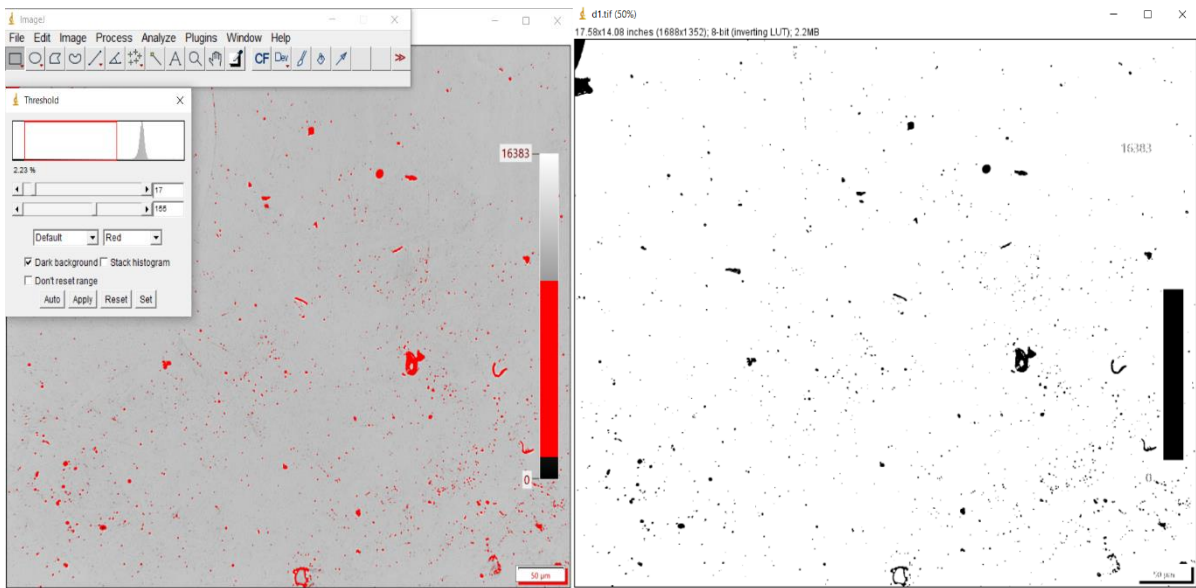 ImageJ
File Edit Image Process Analyze Plugins Window Help
CF Dev
Threshold
2.23 %
17
155
Default Red
Dark background Stack histogram
Don't reset range
Auto Apply Reset Set
16383
0
50 µm
d1.tif (50%)
17.58x14.08 inches (1688x1352); 8-bit (inverting LUT); 2.2MB
16383
0
50 µm